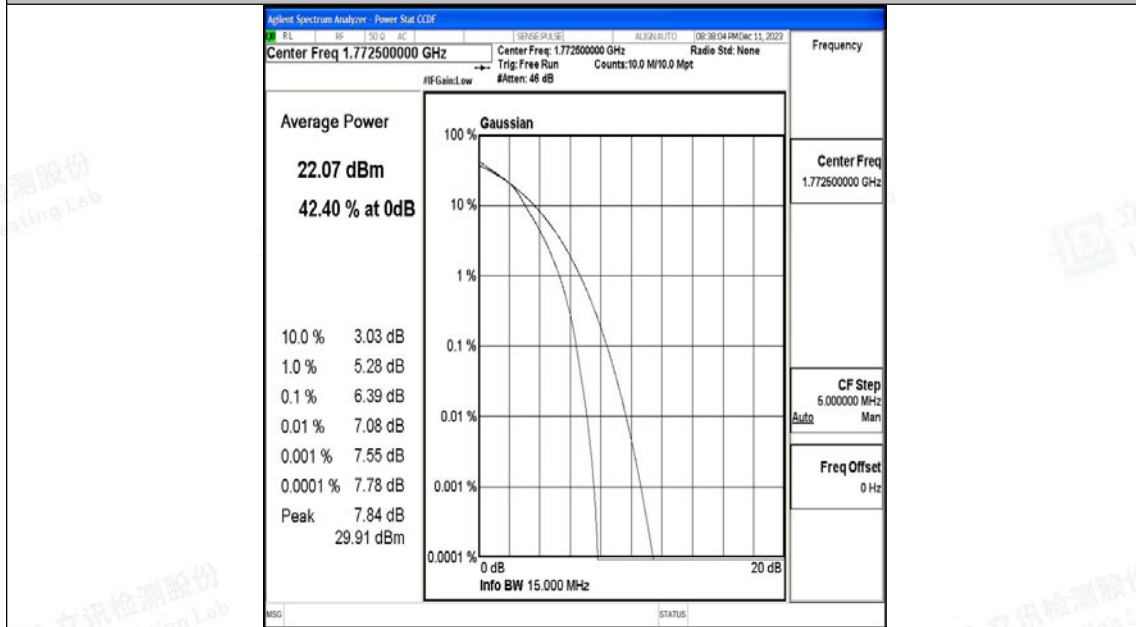 Agilent Spectrum Analyzer - Power Stat CCDF
RL RF 50 Ω AC SENSE:PULSE ALIGNAUTO 08:38:04 PM Dec 11, 2023
Center Freq 1.772500000 GHz
Center Freq: 1.772500000 GHz Radio Std: None
Trig: Free Run Counts:10.0 M/10.0 Mpt
#IFGain:Low #Atten: 46 dB
Frequency
Average Power
22.07 dBm
42.40 % at 0dB
10.0 % 3.03 dB
1.0 % 5.28 dB
0.1 % 6.39 dB
0.01 % 7.08 dB
0.001 % 7.55 dB
0.0001 % 7.78 dB
Peak 7.84 dB
29.91 dBm
Gaussian
100 %
10 %
1 %
0.1 %
0.01 %
0.001 %
0.0001 %
0 dB 20 dB
Info BW 15.000 MHz
Center Freq
1.772500000 GHz
CF Step
5.000000 MHz
Auto Man
Freq Offset
0 Hz
MSG STATUS